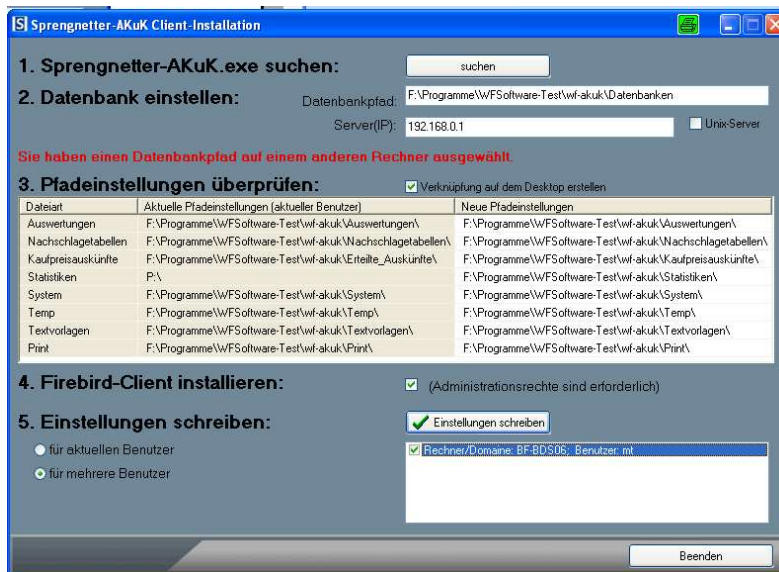 Sprengnetter-AKuK Client-Installation
1. Sprengnetter-AKuK.exe suchen: suchen
2. Datenbank einstellen: Datenbankpfad: F:\Programme\WFSoftware-Test\wf-akuk\Datenbanken
Server(IP): 192.168.0.1 Unix-Server
Sie haben einen Datenbankpfad auf einem anderen Rechner ausgewählt.
3. Pfadeinstellungen überprüfen: Verknüpfung auf dem Desktop erstellen
Dateiart Aktuelle Pfadeinstellungen (aktueller Benutzer) Neue Pfadeinstellungen
Auswertungen F:\Programme\WFSoftware-Test\wf-akuk\Auswertungen\ F:\Programme\WFSoftware-Test\wf-akuk\Auswertungen\
Nachschlagetabellen F:\Programme\WFSoftware-Test\wf-akuk\Nachschlagetabellen\ F:\Programme\WFSoftware-Test\wf-akuk\Nachschlagetabellen\
Kaufpreisauskünfte F:\Programme\WFSoftware-Test\wf-akuk\Erteilte_Auskünfte\ F:\Programme\WFSoftware-Test\wf-akuk\Kaufpreisauskünfte\
Statistiken P:\ F:\Programme\WFSoftware-Test\wf-akuk\Statistiken\
System F:\Programme\WFSoftware-Test\wf-akuk\System\ F:\Programme\WFSoftware-Test\wf-akuk\System\
Temp F:\Programme\WFSoftware-Test\wf-akuk\Temp\ F:\Programme\WFSoftware-Test\wf-akuk\Temp\
Textvorlagen F:\Programme\WFSoftware-Test\wf-akuk\Textvorlagen\ F:\Programme\WFSoftware-Test\wf-akuk\Textvorlagen\
Print F:\Programme\WFSoftware-Test\wf-akuk\Print\ F:\Programme\WFSoftware-Test\wf-akuk\Print\
4. Firebird-Client installieren: (Administrationsrechte sind erforderlich)
5. Einstellungen schreiben: Einstellungen schreiben
für aktuellen Benutzer
Rechner/Domaine: BF-BDS06; Benutzer: mt
für mehrere Benutzer
Beenden